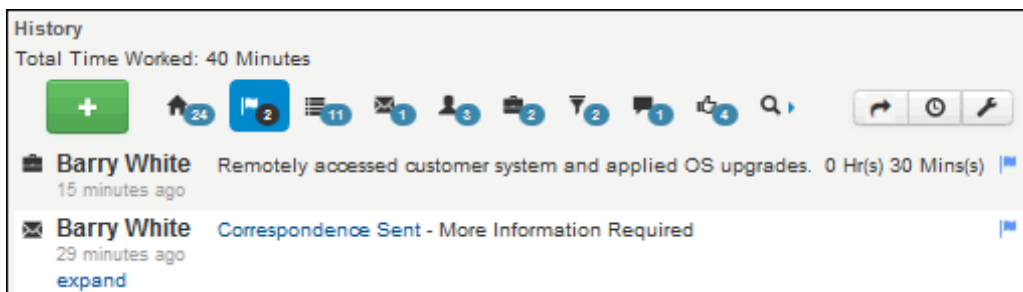 History
Total Time Worked: 40 Minutes
+ 24 2 11 1 3 2 2 1 4
Barry White Remotely accessed customer system and applied OS upgrades. 0 Hr(s) 30 Mins(s)
15 minutes ago
Barry White Correspondence Sent - More Information Required
29 minutes ago
expand